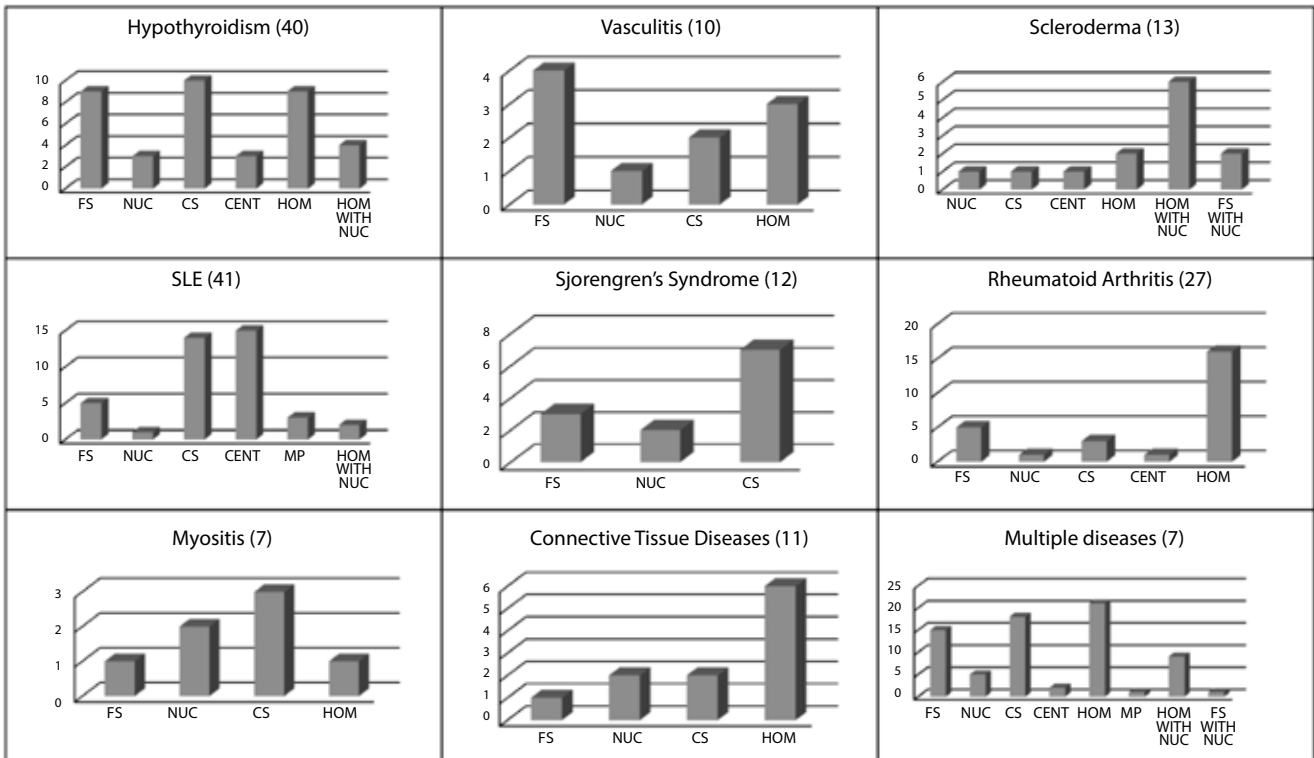 Hypothyroidism (40)
10
8
6
4
2
0
FS NUC CS CENT HOM HOM WITH NUC
Vasculitis (10)
4
3
2
1
0
FS NUC CS HOM
Scleroderma (13)
6
5
4
3
2
1
0
NUC CS CENT HOM HOM WITH NUC FS WITH NUC
SLE (41)
15
10
5
0
FS NUC CS CENT MP HOM WITH NUC
Sjorengren's Syndrome (12)
8
6
4
2
0
FS NUC CS
Rheumatoid Arthritis (27)
20
15
10
5
0
FS NUC CS CENT HOM
Myositis (7)
3
2
1
0
FS NUC CS HOM
Connective Tissue Diseases (11)
6
5
4
3
2
1
0
FS NUC CS HOM
Multiple diseases (7)
25
20
15
10
5
0
FS NUC CS CENT HOM MP HOM WITH NUC FS WITH NUC